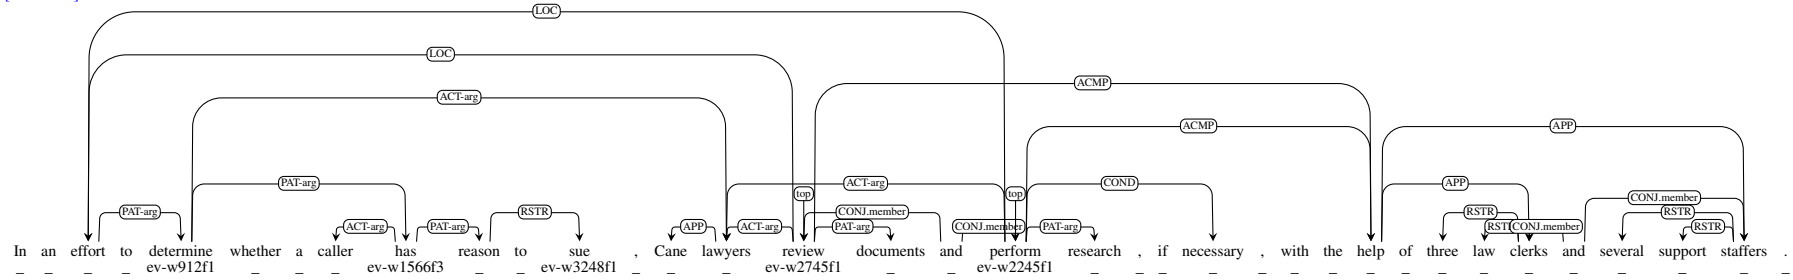 LOC
LOC
ACMP
ACT-arg
ACMP APP
PAT-arg ACT-arg COND APP
top top
CONJ.member
PAT-arg RSTR CONJ.member RSTR RSTR
ACT-arg PAT-arg APP ACT-arg PAT-arg CONJ.member PAT-arg CONJ.member RSTR
In an effort to determine whether a caller has reason to sue , Cane lawyers review documents and perform research , if necessary , with the help of three law clerks and several support staffers .
_ _ _ _ ev-w912f1 _ _ _ ev-w1566f3 _ _ ev-w3248f1 _ _ _ ev-w2745f1 _ _ ev-w2245f1 _ _ _ _ _ _ _ _ _ _ _ _ _ _ _ _ _